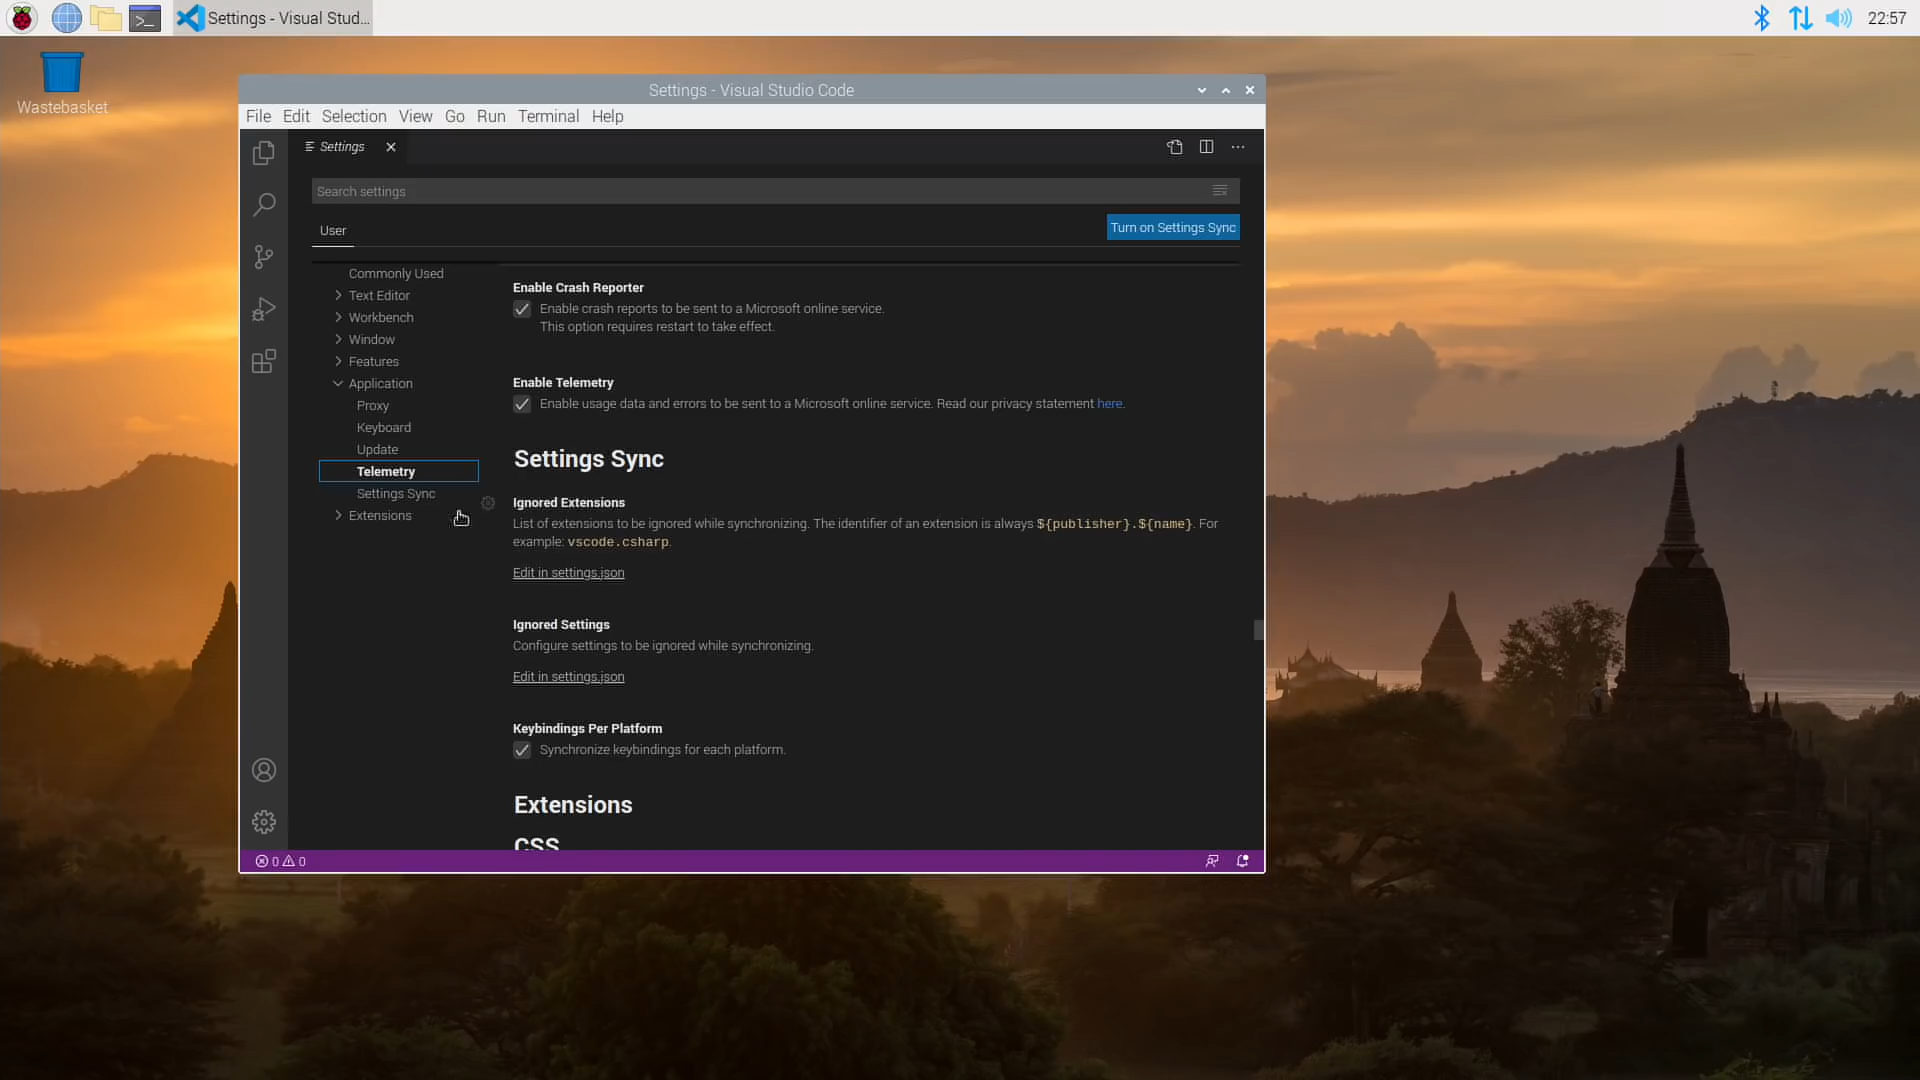 Settings - Visual Stud...
22:57
Wastebasket
Settings - Visual Studio Code
File Edit Selection View Go Run Terminal Help
Settings
Search settings
User
Turn on Settings Sync
Commonly Used
Text Editor
Workbench
Window
Features
Application
Proxy
Keyboard
Update
Telemetry
Settings Sync
Extensions
Enable Crash Reporter
Enable crash reports to be sent to a Microsoft online service.
This option requires restart to take effect.
Enable Telemetry
Enable usage data and errors to be sent to a Microsoft online service. Read our privacy statement here.
Settings Sync
Ignored Extensions
List of extensions to be ignored while synchronizing. The identifier of an extension is always ${publisher}.${name}. For
example: vscode.csharp.
Edit in settings.json
Ignored Settings
Configure settings to be ignored while synchronizing.
Edit in settings.json
Keybindings Per Platform
Synchronize keybindings for each platform.
Extensions
CSS
0 0